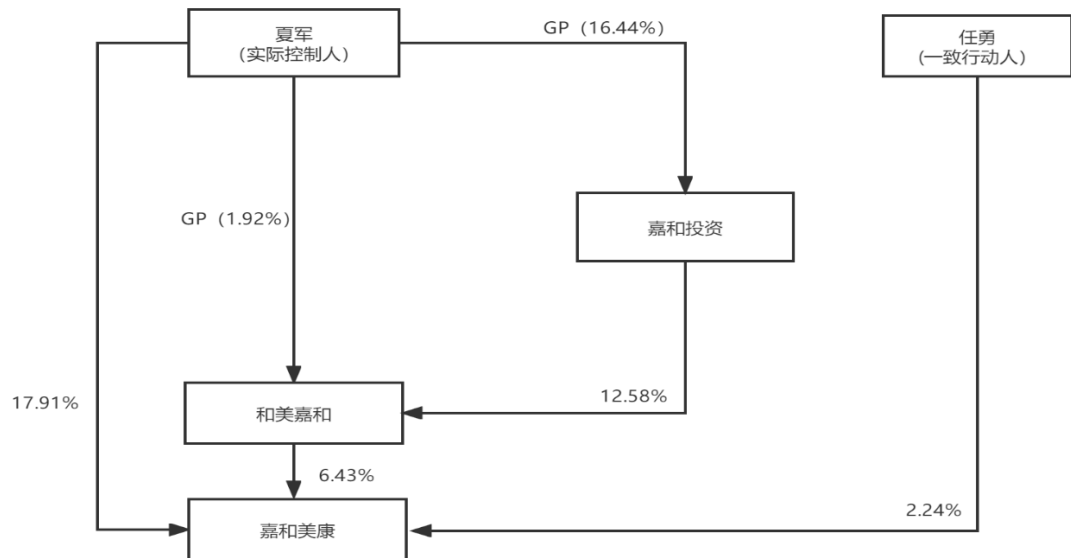 夏军
（实际控制人）
GP（16.44%）
任勇
(一致行动人）
GP（1.92%）
嘉和投资
17.91%
和美嘉和
12.58%
6.43%
嘉和美康
2.24%